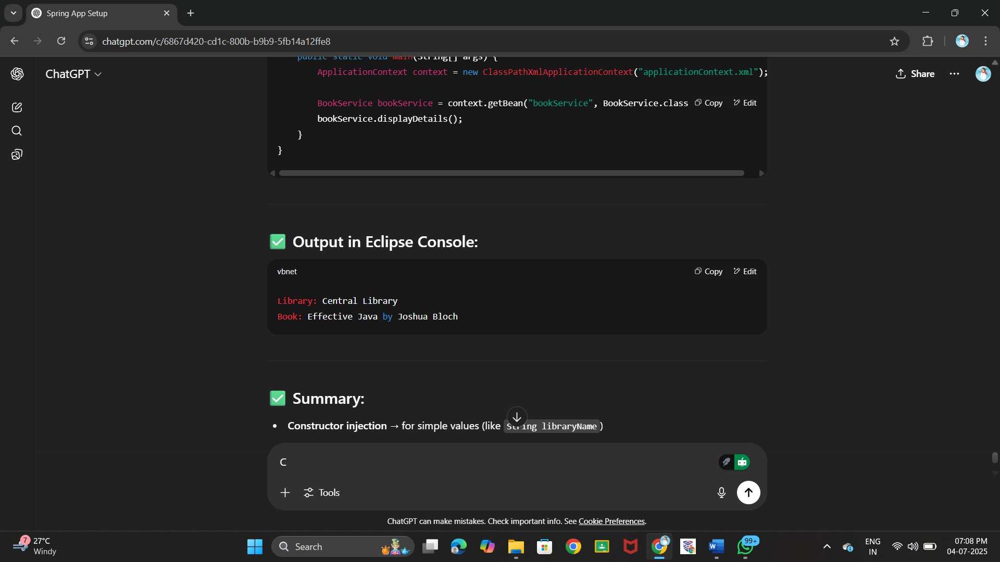 Spring App Setup
chatgpt.com/c/6867d420-cd1c-800b-b9b9-5fb14a12ffe8
ChatGPT
Share
public static void main(String[] args) {
ApplicationContext context = new ClassPathXmlApplicationContext("applicationContext.xml");
BookService bookService = context.getBean("bookService", BookService.class
Copy Edit
bookService.displayDetails();
}
}
Output in Eclipse Console:
vbnet
Copy Edit
Library: Central Library
Book: Effective Java by Joshua Bloch
Summary:
• Constructor injection → for simple values (like String libraryName)
C
Tools
ChatGPT can make mistakes. Check important info. See Cookie Preferences.
7
27°C
Windy
Search
99+
ENG
IN
07:08 PM
04-07-2025